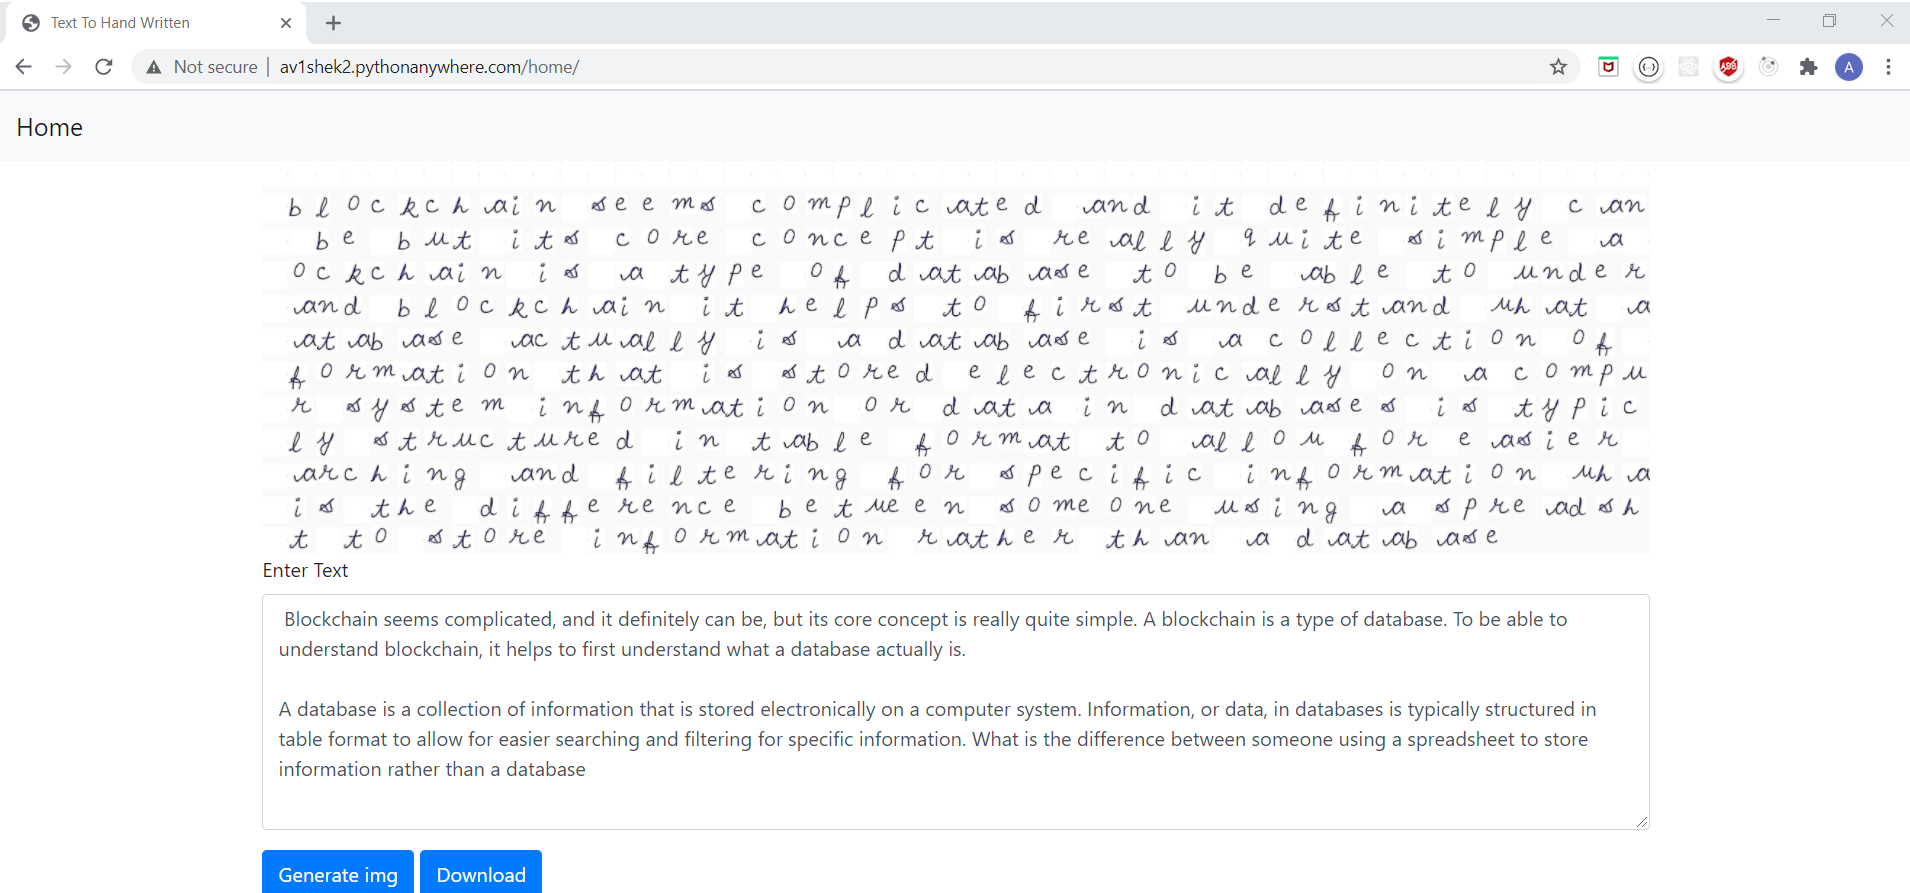 Text To Hand Written
Not secure | av1shek2.pythonanywhere.com/home/
A
Home
blockchain seems complicated and it definitely can
be but its core concept is really quite simple a
ockchain is a type of database to be able to under
and blockchain it helps to first understand what a
atabase actually is a database is a collection of
formation that is stored electronically on a compu
r system information or data in databases is typic
ly structured in table format to allow for easier
arching and filtering for specific information wha
is the difference between someone using a spreadsh
t to store information rather than a database
Enter Text
Blockchain seems complicated, and it definitely can be, but its core concept is really quite simple. A blockchain is a type of database. To be able to
understand blockchain, it helps to first understand what a database actually is.
A database is a collection of information that is stored electronically on a computer system. Information, or data, in databases is typically structured in
table format to allow for easier searching and filtering for specific information. What is the difference between someone using a spreadsheet to store
information rather than a database
Generate img
Download